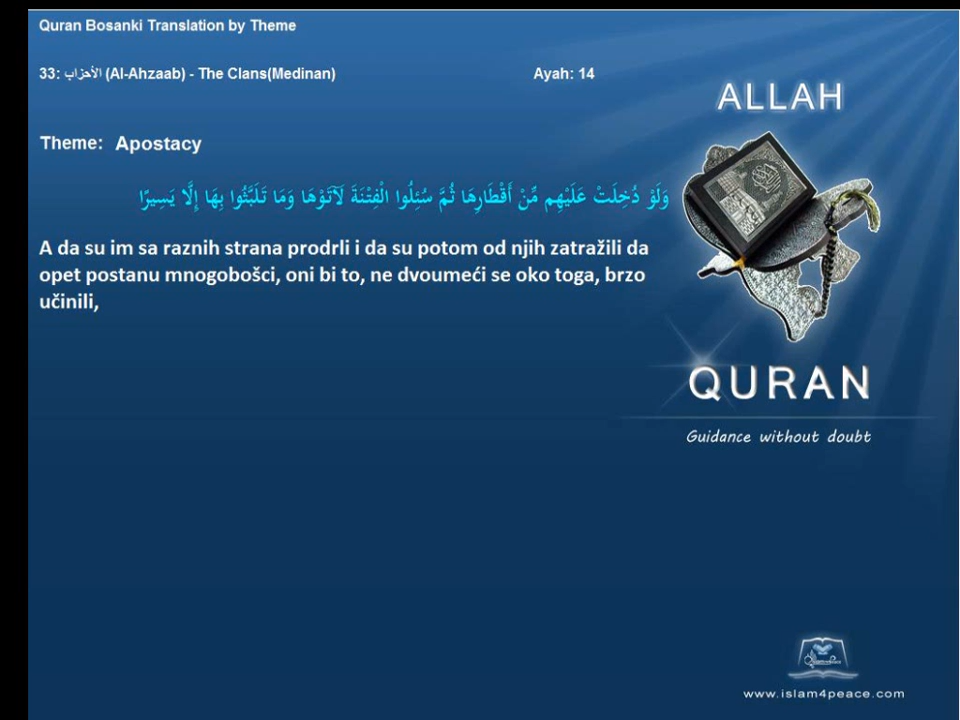 Quran Bosanki Translation by Theme
33: الأحزاب (Al-Ahzaab) - The Clans(Medinan) Ayah: 14
ALLAH
Theme: Apostacy
وَلَوْ دُخِلَتْ عَلَيْهِم مِّنْ أَقْطَارِهَا ثُمَّ سُئِلُوا الْفِتْنَةَ لَآتَوْهَا وَمَا تَلَبَّثُوا بِهَا إِلَّا يَسِيرًا
A da su im sa raznih strana prodrli i da su potom od njih zatražili da
opet postanu mnogobošci, oni bi to, ne dvoumeći se oko toga, brzo
učinili,
QURAN
Guidance without doubt
www.islam4peace.com